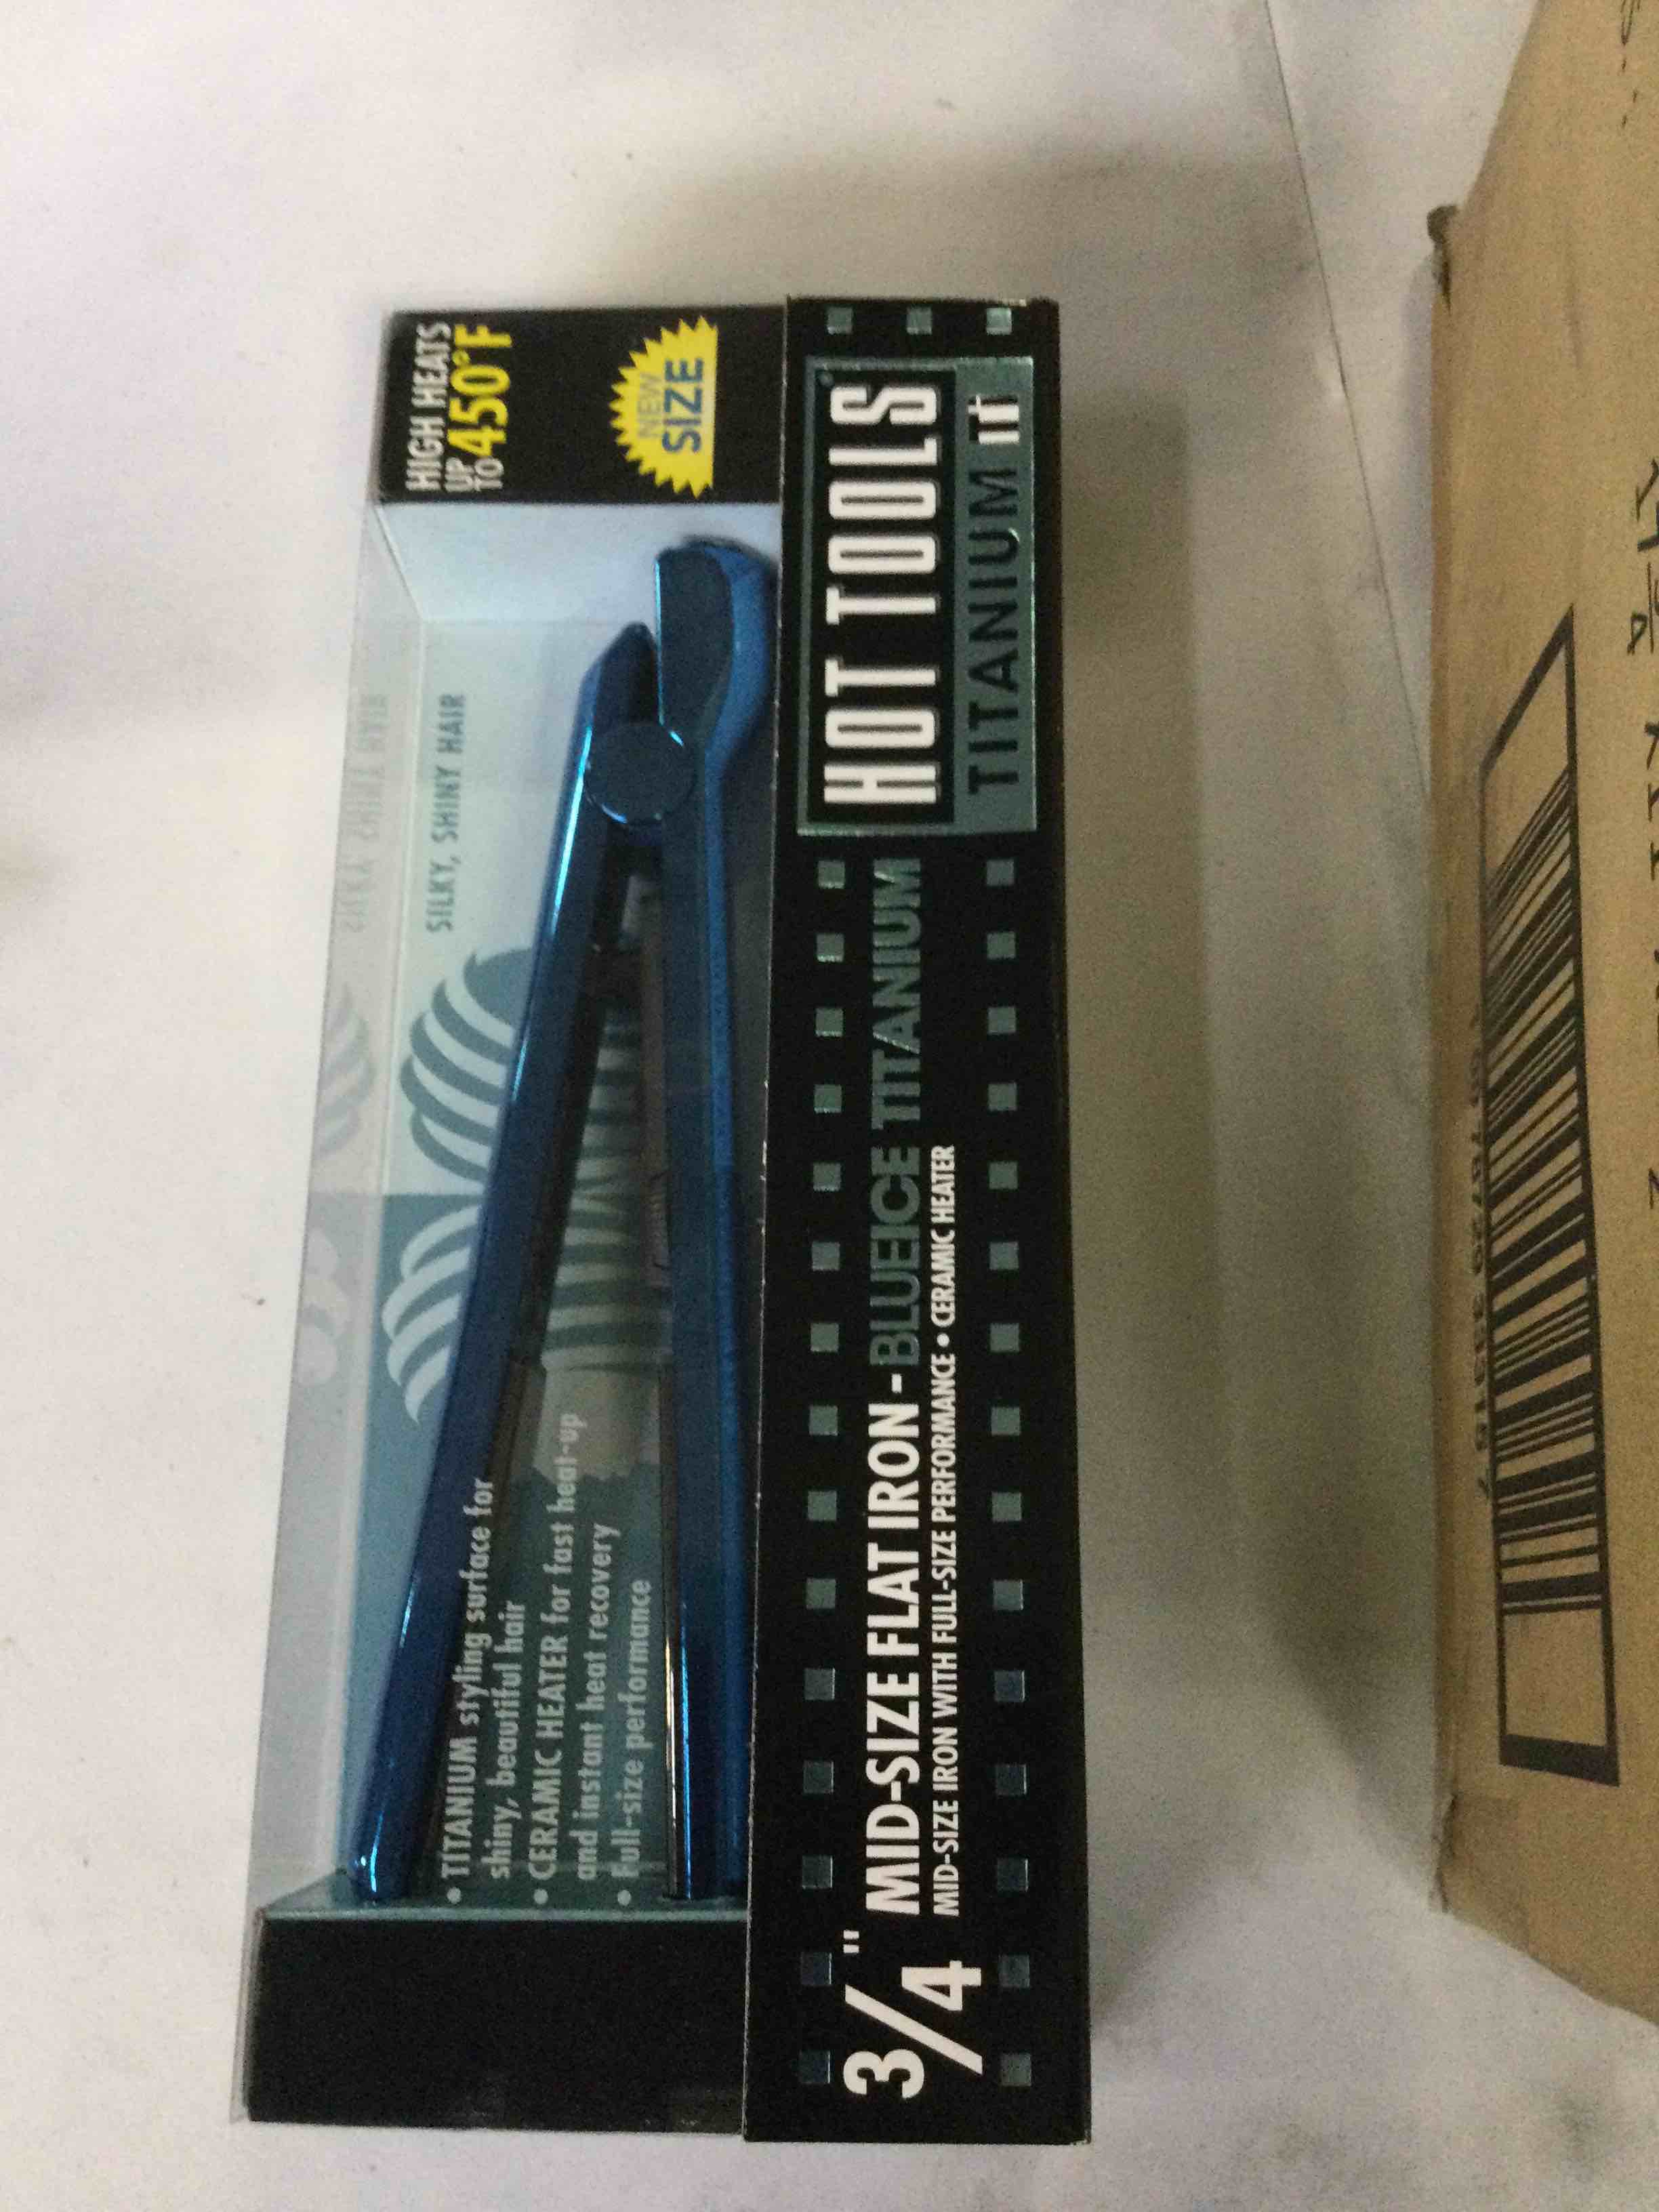 HIGH HEATS
UP
TO 450°F
NEW
SIZE
SILKY, SHINY HAIR
• TITANIUM styling surface for
shiny, beautiful hair
• CERAMIC HEATER for fast heat-up
and instant heat recovery
• Full-size performance
HOT TOOLS
TITANIUM
3/4" MID-SIZE FLAT IRON - BLUE ICE TITANIUM
MID-SIZE IRON WITH FULL-SIZE PERFORMANCE • CERAMIC HEATER